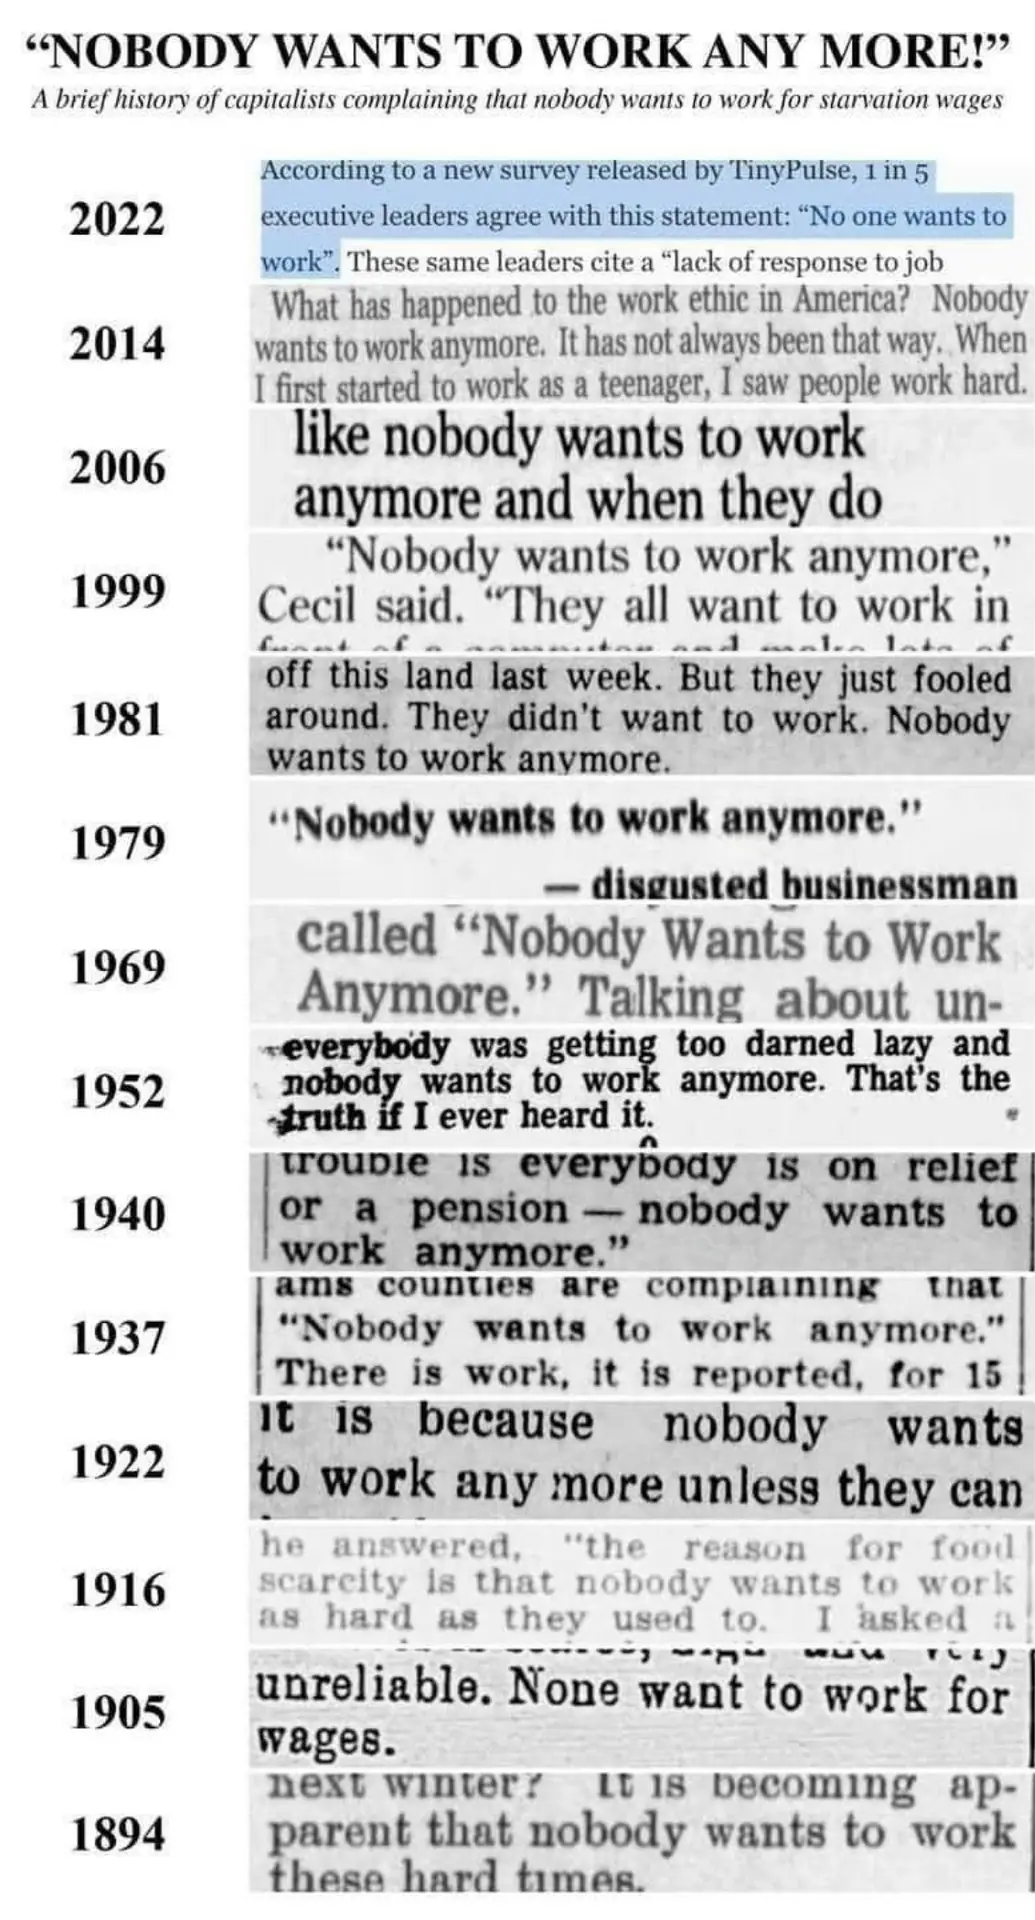 “NOBODY WANTS TO WORK ANY MORE!”
A brief history of capitalists complaining that nobody wants to work for starvation wages
2022
According to a new survey released by TinyPulse, 1 in 5
executive leaders agree with this statement: “No one wants to
work”. These same leaders cite a “lack of response to job
2014
What has happened to the work ethic in America? Nobody
wants to work anymore. It has not always been that way. When
I first started to work as a teenager, I saw people work hard.
2006
like nobody wants to work
anymore and when they do
1999
“Nobody wants to work anymore,”
Cecil said. “They all want to work in
front of a computer and make lots of
1981
off this land last week. But they just fooled
around. They didn't want to work. Nobody
wants to work anymore.
1979
“Nobody wants to work anymore.”
— disgusted businessman
1969
called “Nobody Wants to Work
Anymore.” Talking about un-
1952
everybody was getting too darned lazy and
nobody wants to work anymore. That's the
truth if I ever heard it.
1940
trouble is everybody is on relief
or a pension — nobody wants to
work anymore.”
1937
ams counties are complaining that
“Nobody wants to work anymore.”
There is work, it is reported, for 15
1922
it is because nobody wants
to work any more unless they can
1916
he answered, “the reason for food
scarcity is that nobody wants to work
as hard as they used to. I asked a
1905
unreliable. None want to work for
wages.
1894
next winter? It is becoming ap-
parent that nobody wants to work
these hard times.